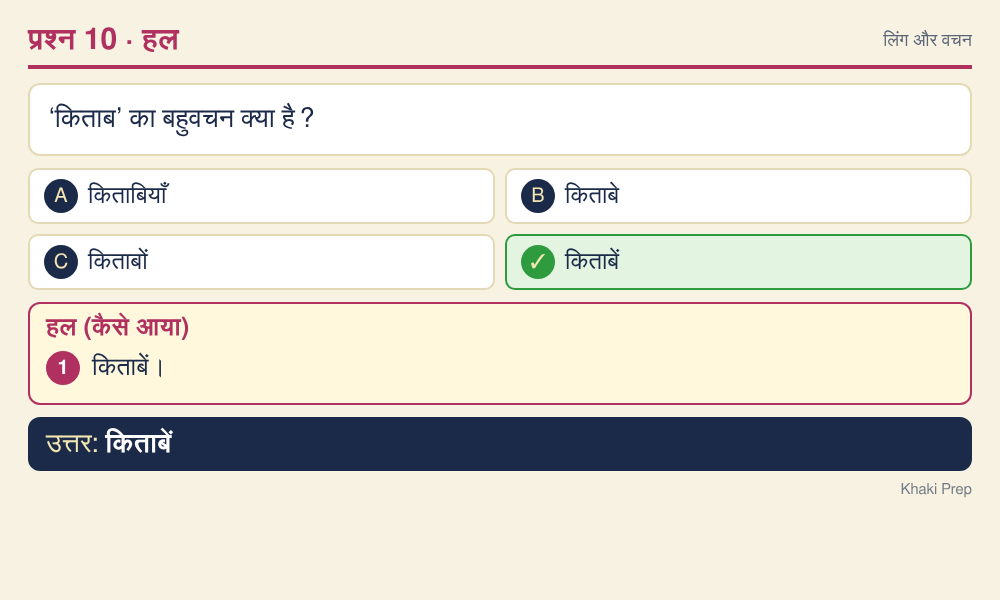 प्रश्न 10 · हल
लिंग और वचन
‘किताब’ का बहुवचन क्या है ?
A किताबियाँ
B किताबे
C किताबों
✓ किताबें
हल (कैसे आया)
1 किताबें।
उत्तर: किताबें
Khaki Prep